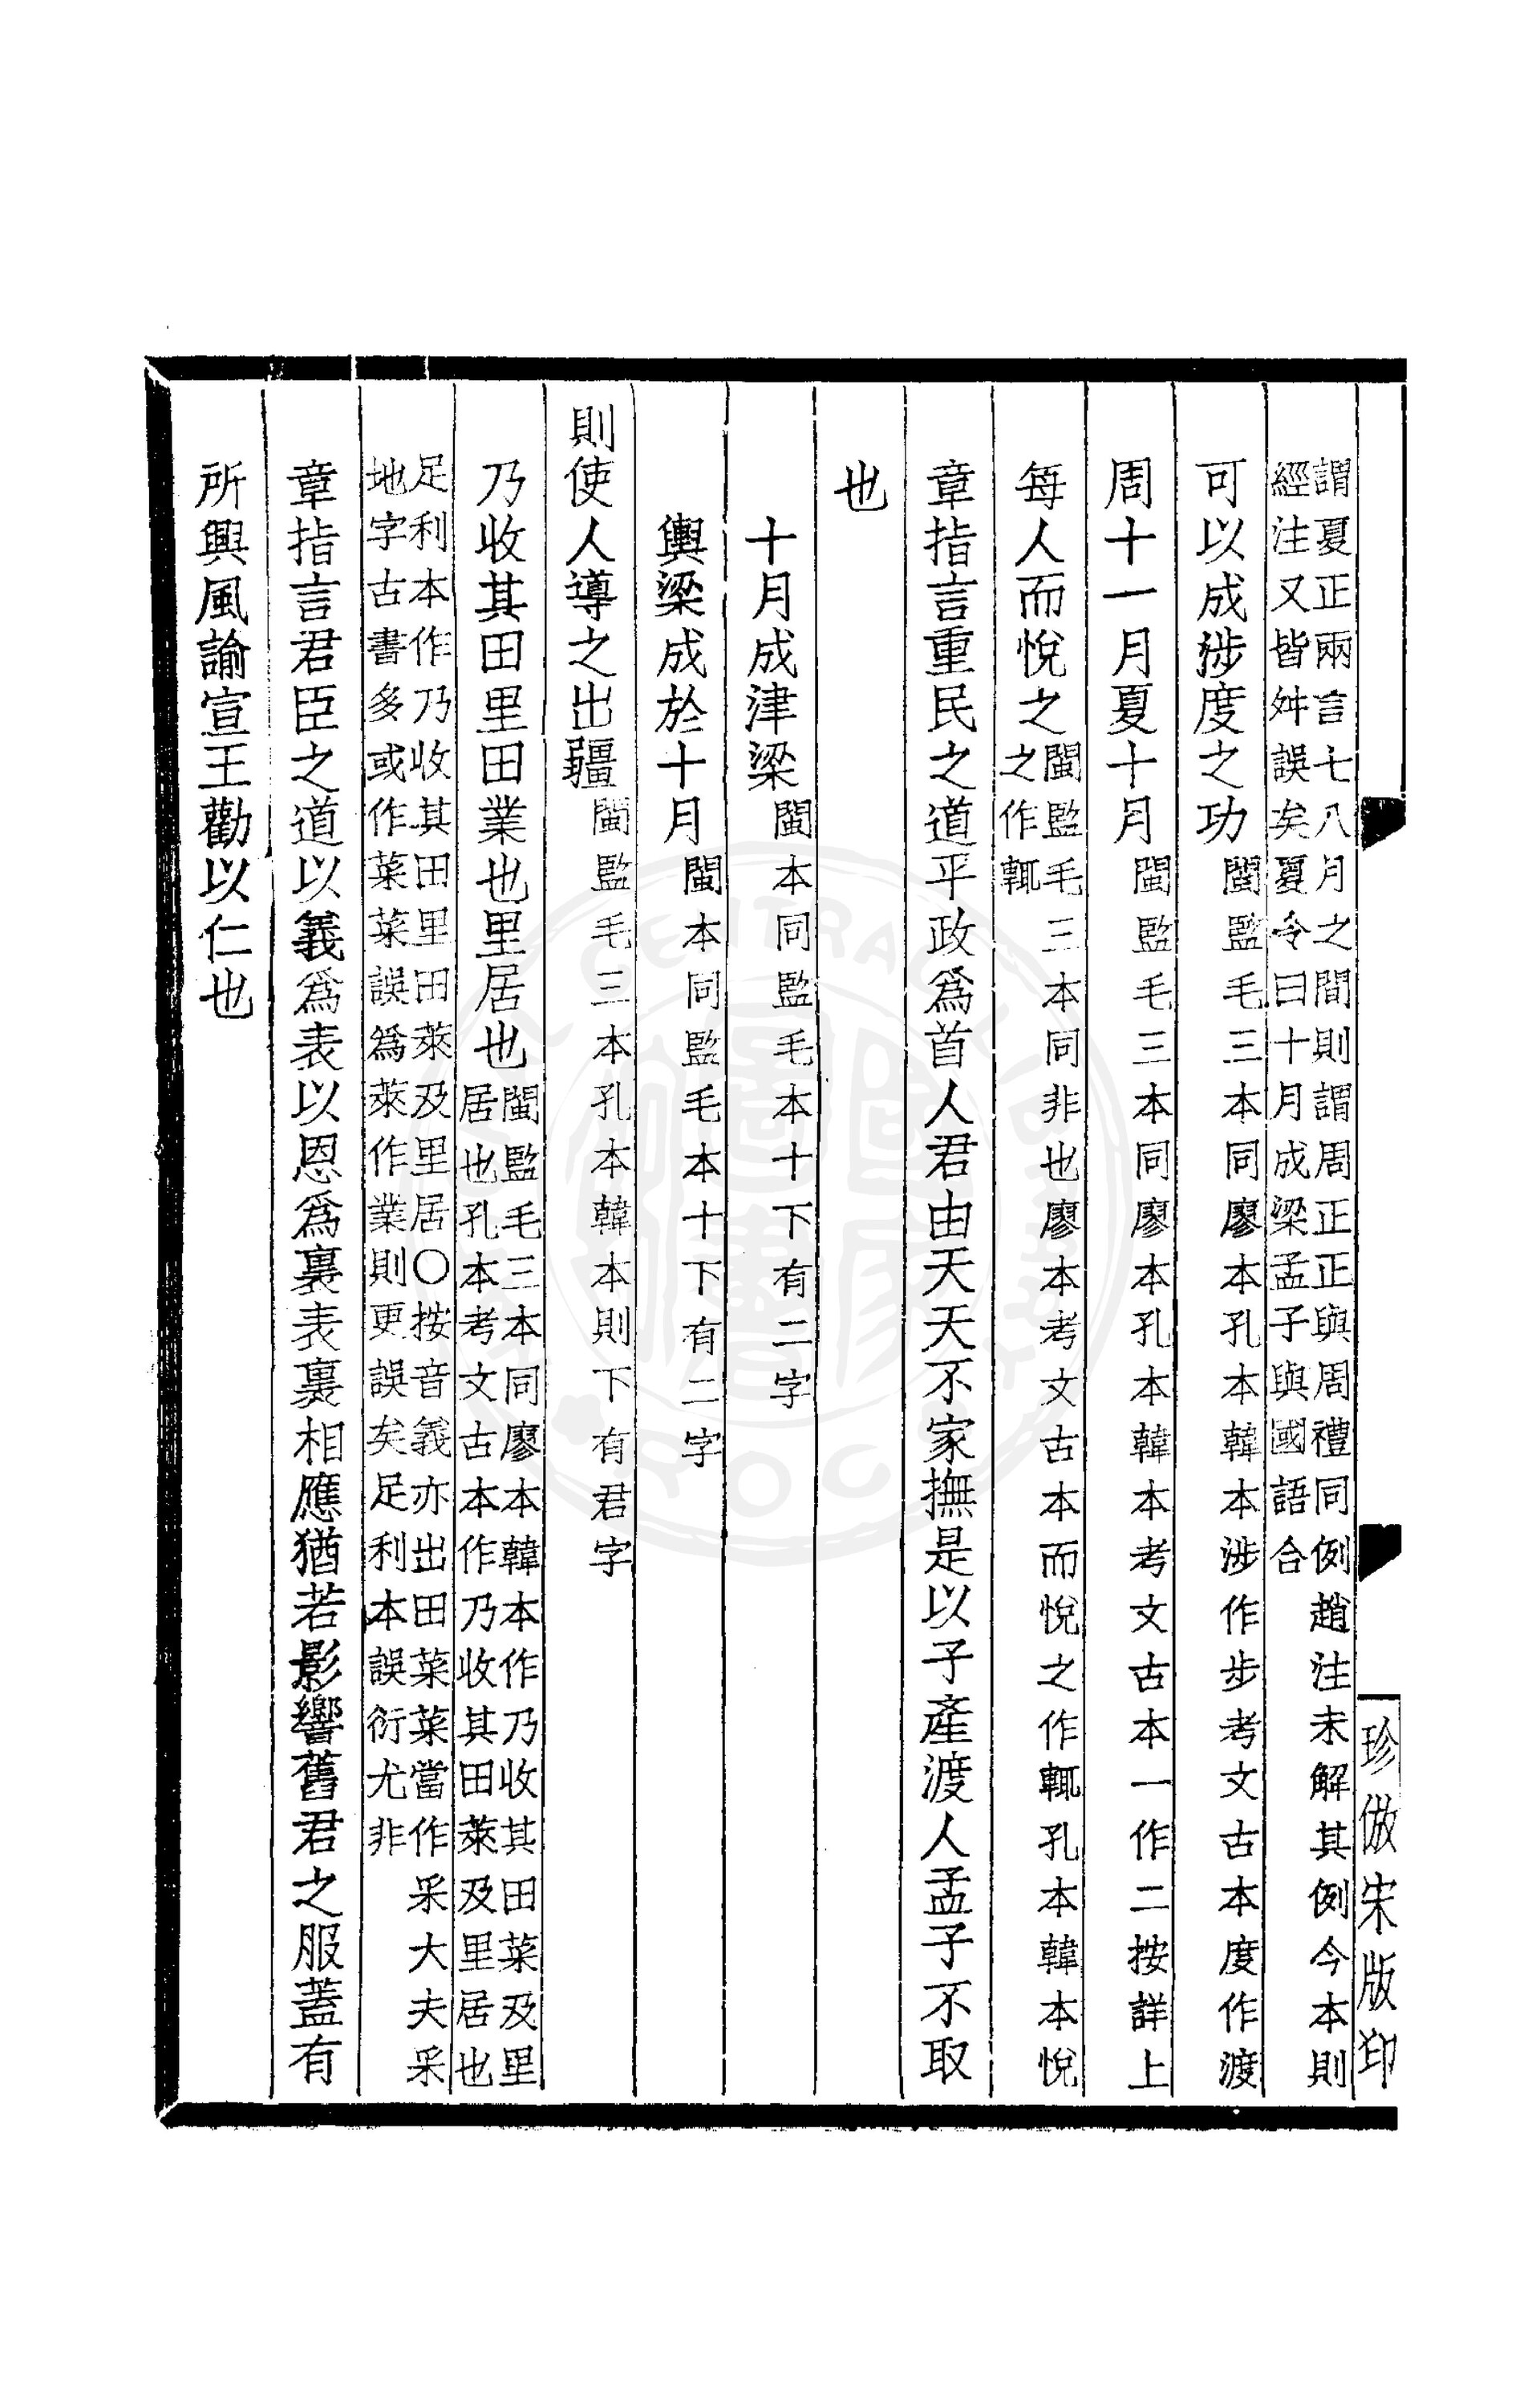 珍倣宋版印
謂夏正兩言七八月之間則謂周正正與周禮同例趙注未解其例今本則
經注又皆舛誤矣夏令曰十月成梁孟子與國語合
可以成涉度之功閩監毛三本同廖本孔本韓本涉作步考文古本度作渡
周十一月夏十月閩監毛三本同廖本孔本韓本考文古本一作二按詳上
每人而悅之閩監毛三本同非也廖本考文古本而悅之作輒孔本韓本悅
之作輒
章指言重民之道平政爲首人君由天天不家撫是以子產渡人孟子不取
也
十月成津梁閩本同監毛本十下有二字
輿梁成於十月閩本同監毛本十下有二字
則使人導之出疆閩監毛三本孔本韓本則下有君字
乃收其田里田業也里居也閩監毛三本同廖本韓本作乃收其田菜及里
居也孔本考文古本作乃收其田萊及里居也
足利本作乃收其田里田萊及里居○按音義亦出田菜菜當作采大夫采
地字古書多或作菜菜誤爲萊作業則更誤矣足利本誤衍尤非
章指言君臣之道以義爲表以恩爲裏表裏相應猶若影響舊君之服蓋有
所興風諭宣王勸以仁也